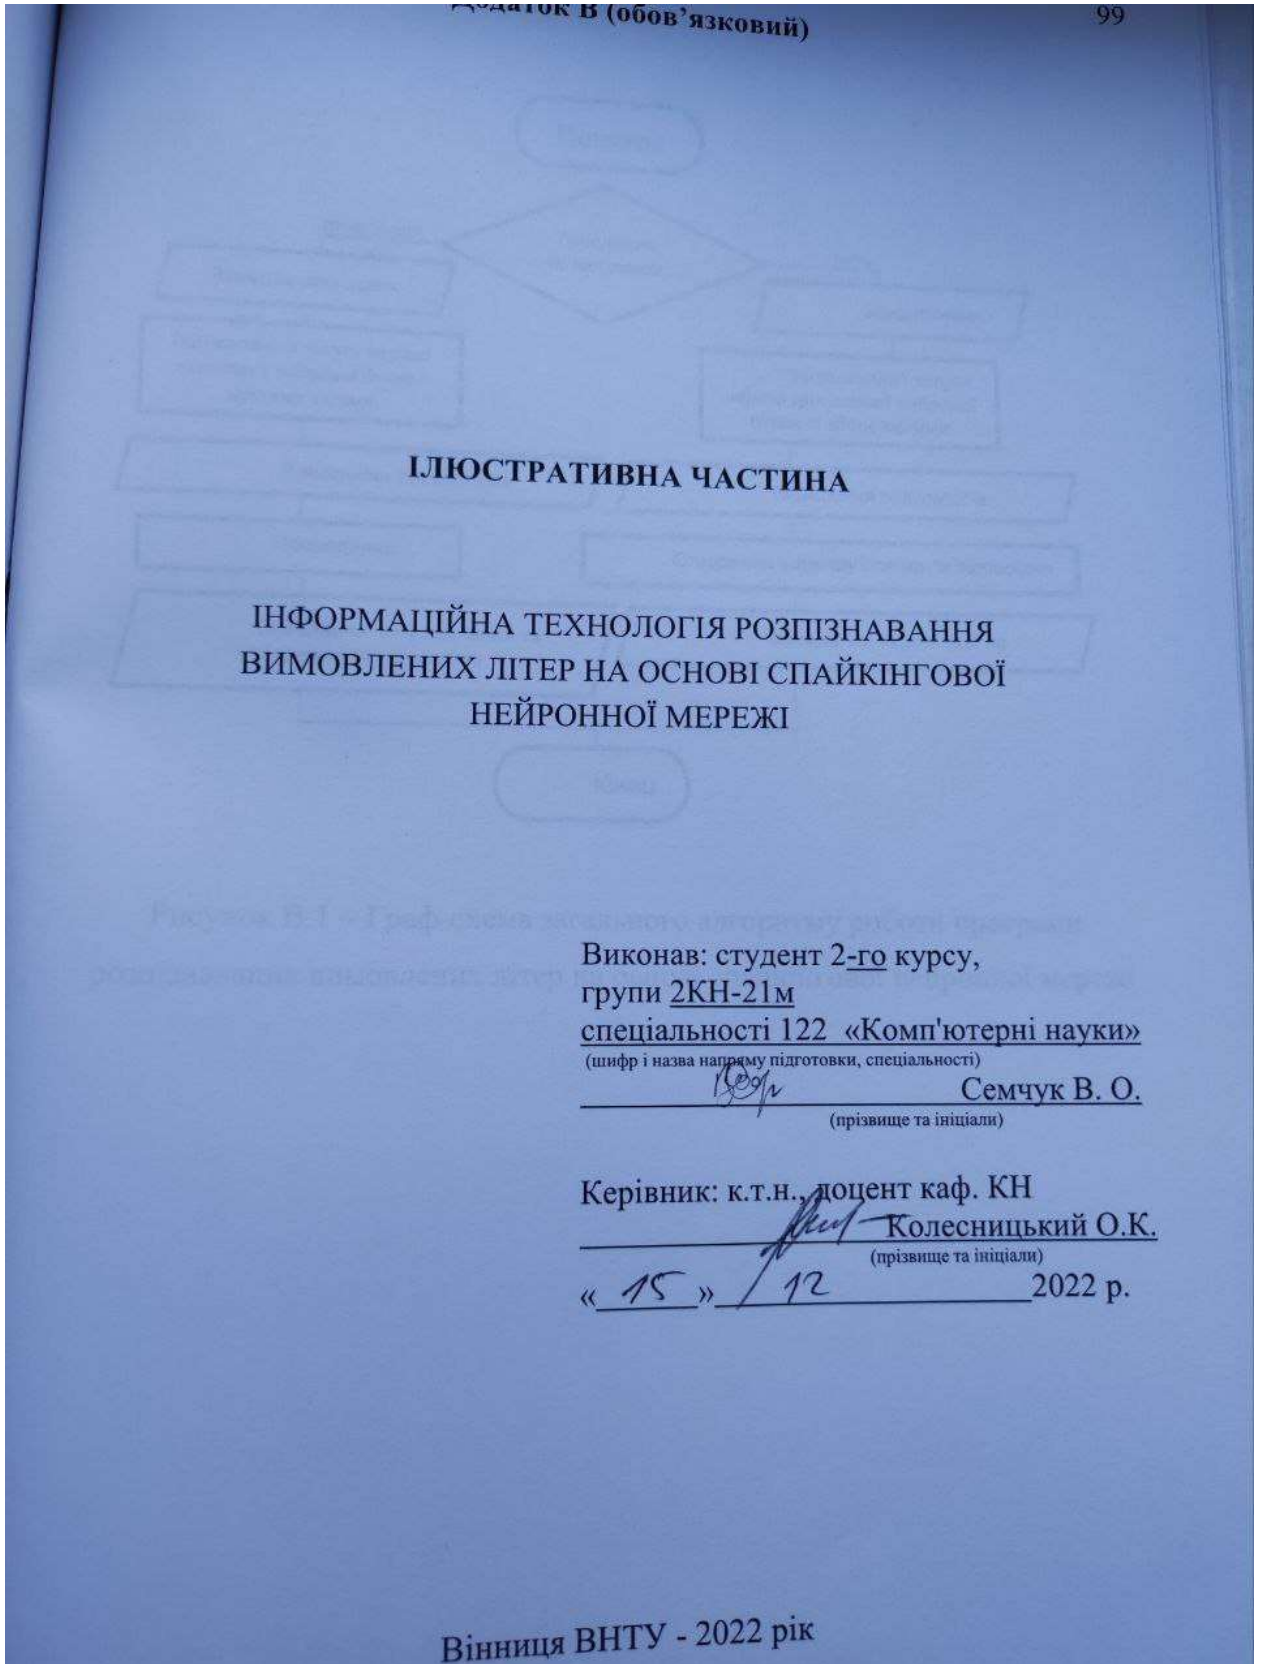 Додаток В (обов’язковий)
99
ІЛЮСТРАТИВНА ЧАСТИНА
ІНФОРМАЦІЙНА ТЕХНОЛОГІЯ РОЗПІЗНАВАННЯ
ВИМОВЛЕНИХ ЛІТЕР НА ОСНОВІ СПАЙКІНГОВОЇ
НЕЙРОННОЇ МЕРЕЖІ
Виконав: студент 2-го курсу,
групи 2КН-21м
спеціальності 122 «Комп'ютерні науки»
(шифр і назва напряму підготовки, спеціальності)
Семчук В. О.
(прізвище та ініціали)
Керівник: к.т.н., доцент каф. КН
Колесницький О.К.
(прізвище та ініціали)
« 15 » 12 2022 р.
Вінниця ВНТУ - 2022 рік